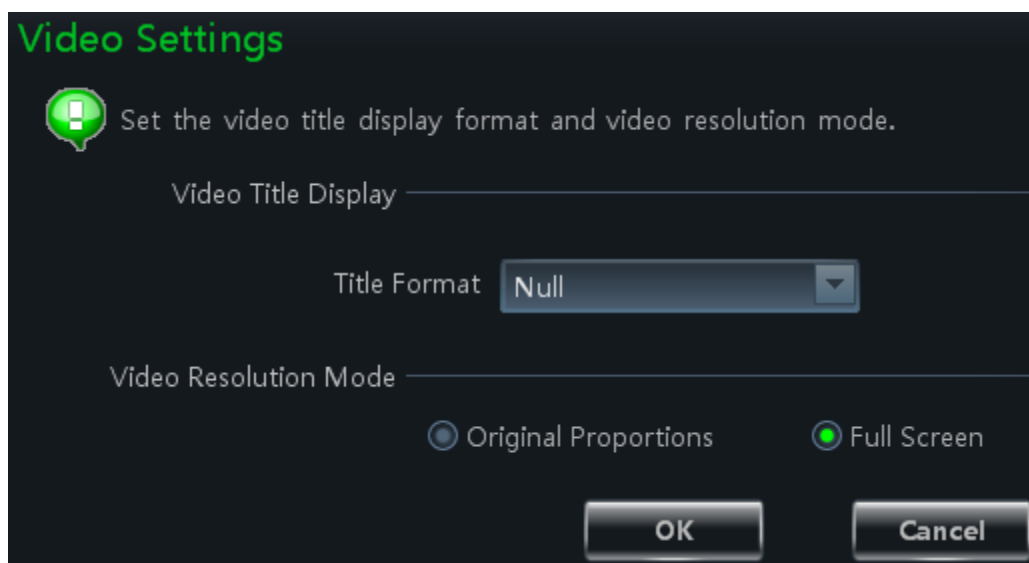 Video Settings
Set the video title display format and video resolution mode.
Video Title Display
Title Format Null
Video Resolution Mode
Original Proportions Full Screen
OK Cancel